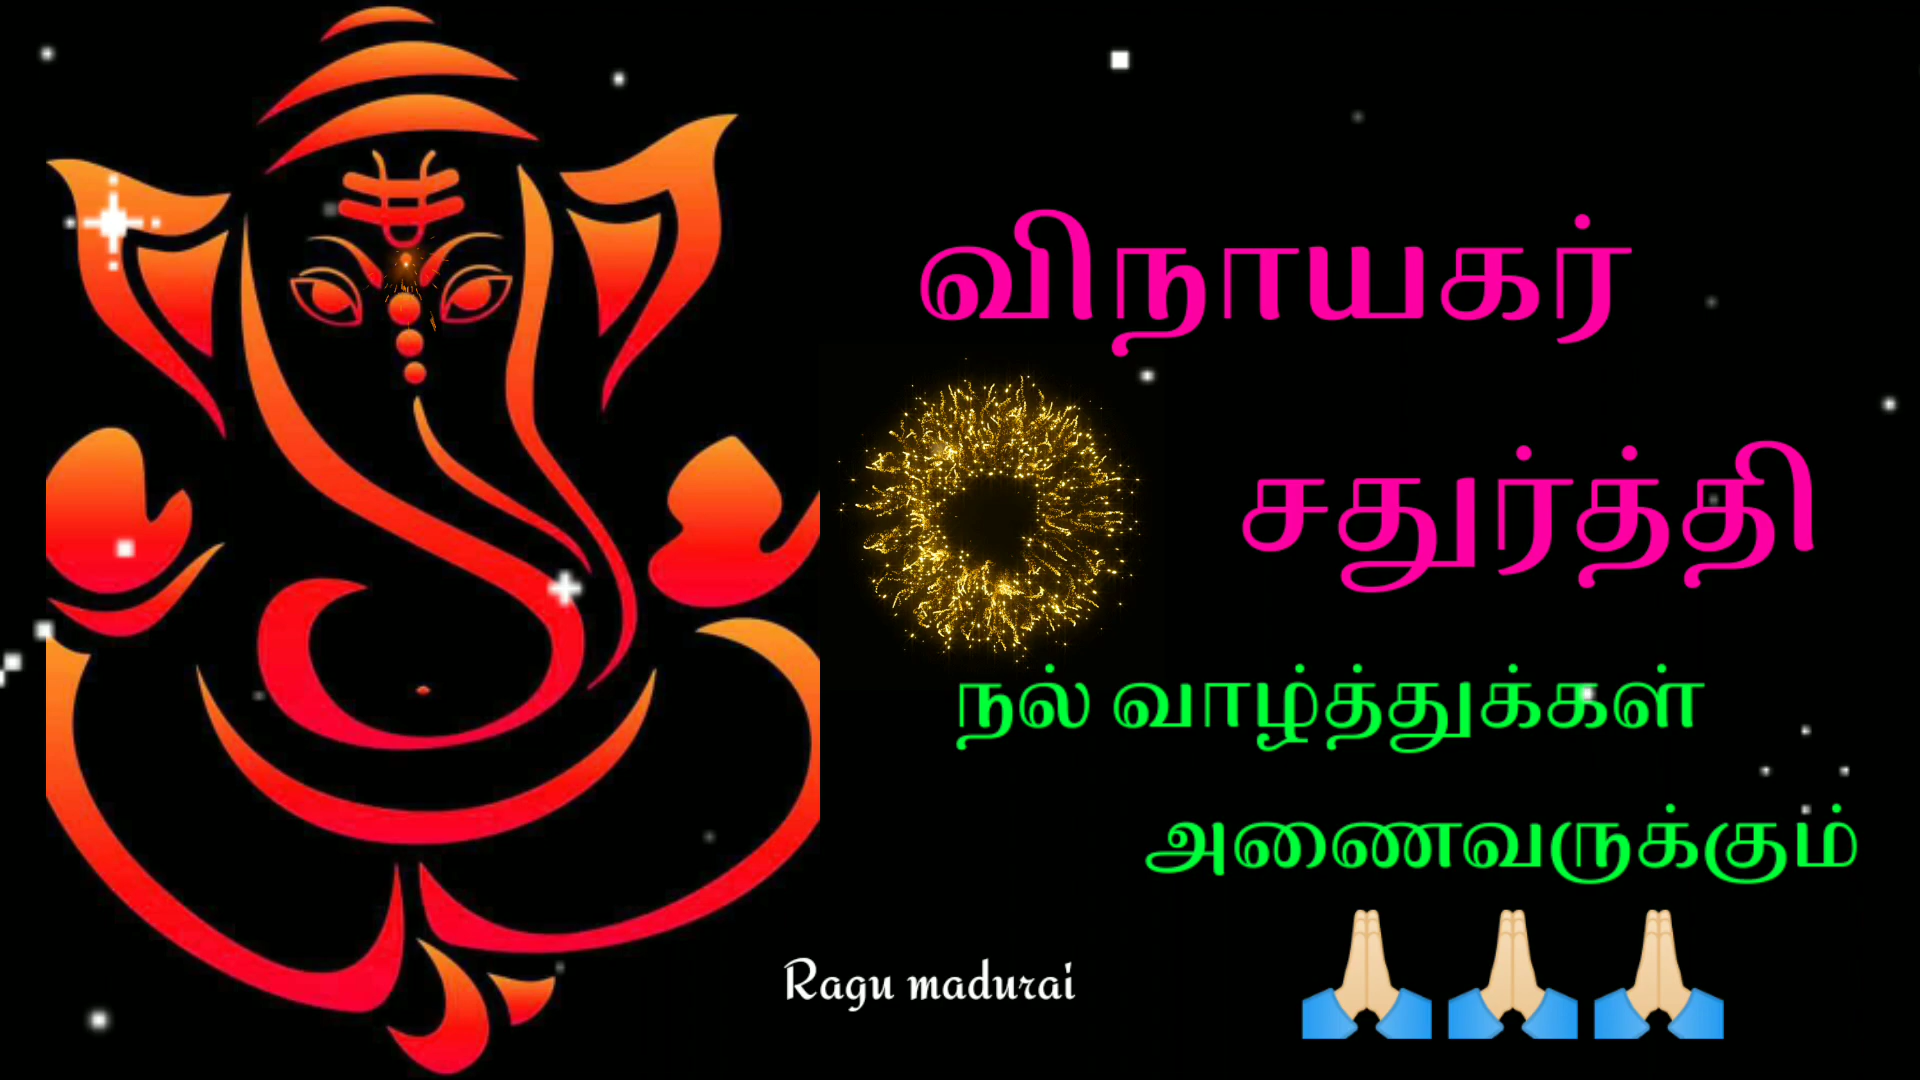 விநாயகர்
சதுர்த்தி
நல் வாழ்த்துக்கள்
அணைவருக்கும்
🙏🏻🙏🏻🙏🏻
Ragu madurai